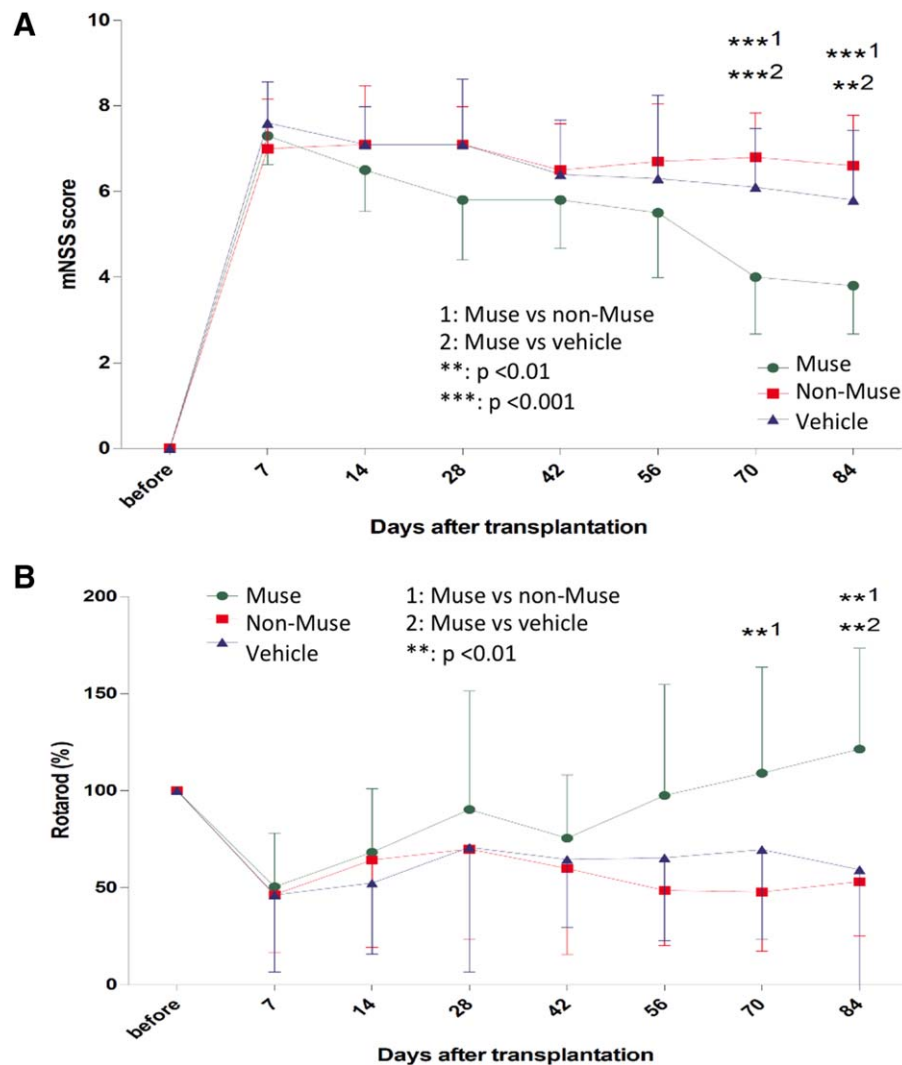 A
10
8
6
4
2
0
mNSS score
***1
***2
***1
**2
1: Muse vs non-Muse
2: Muse vs vehicle
**: p <0.01
***: p <0.001
Muse
Non-Muse
Vehicle
before
7
14
28
42
56
70
84
Days after transplantation
B
200
150
100
50
0
Rotarod (%)
Muse
Non-Muse
Vehicle
1: Muse vs non-Muse
2: Muse vs vehicle
**: p <0.01
**1
**1
**2
before
7
14
28
42
56
70
84
Days after transplantation